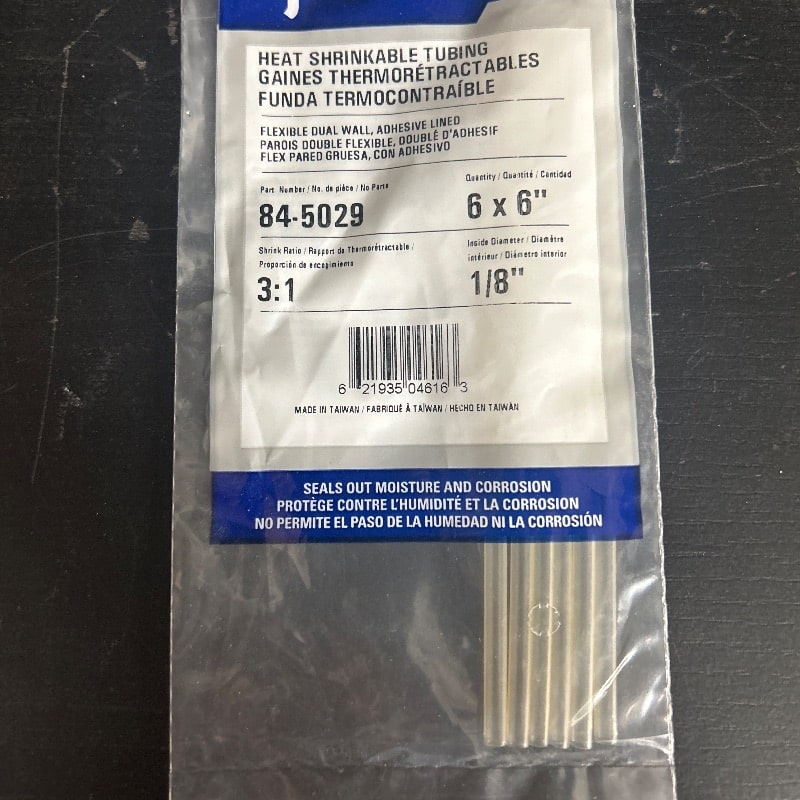 HEAT SHRINKABLE TUBING
GAINES THERMORÉTRACTABLES
FUNDA TERMOCONTRAÍBLE
FLEXIBLE DUAL WALL, ADHESIVE LINED
PAROIS DOUBLE FLEXIBLE, DOUBLÉ D'ADHESIF
FLEX PARED GRUESA, CON ADHESIVO
Part Number / No. de pièce / No Parte
84-5029
Quantity / Quantité / Cantidad
6 x 6"
Shrink Ratio / Rapport de Thermorétractable /
Proporción de encogimiento
3:1
Inside Diameter / Diamètre
intérieur / Diámetro interior
1/8"
6 21935 04616 3
MADE IN TAIWAN / FABRIQUÉ À TAÏWAN / HECHO EN TAIWÁN
SEALS OUT MOISTURE AND CORROSION
PROTÈGE CONTRE L'HUMIDITÉ ET LA CORROSION
NO PERMITE EL PASO DE LA HUMEDAD NI LA CORROSIÓN